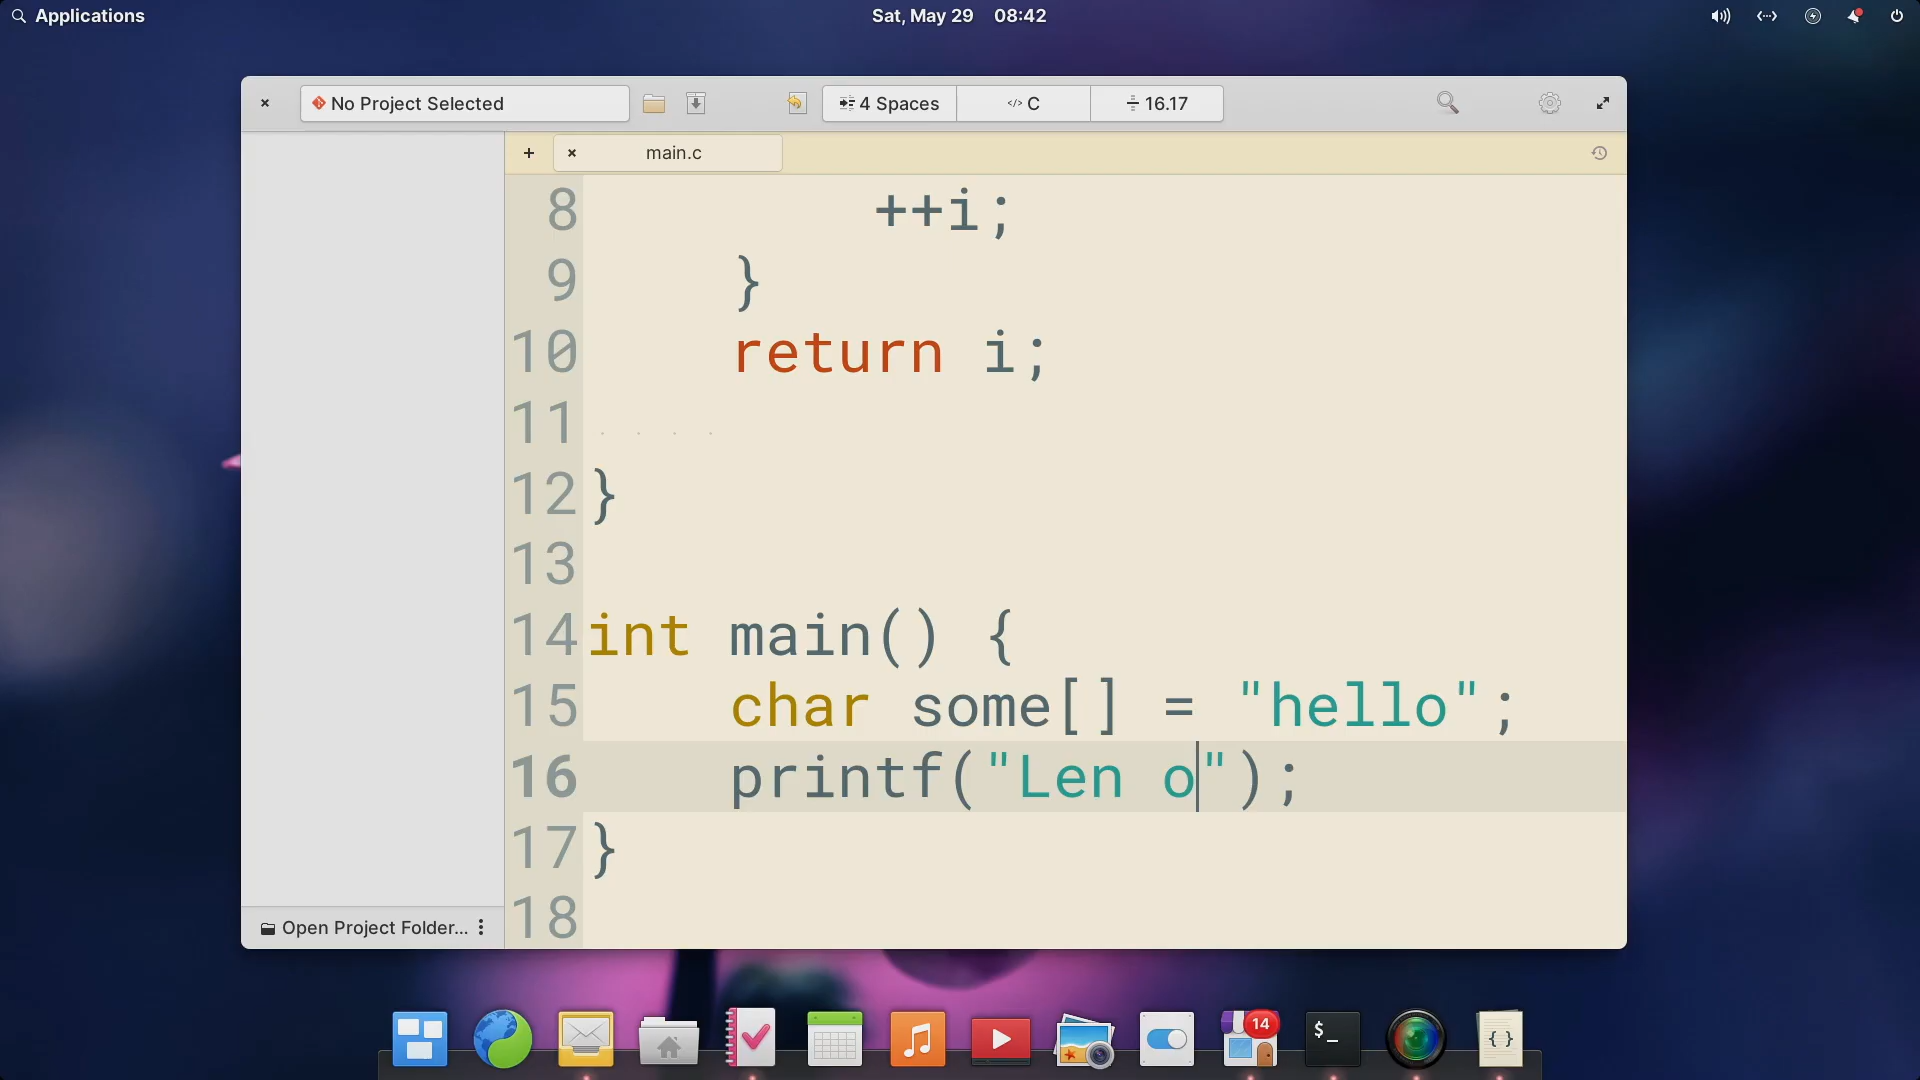 Applications
Sat, May 29 08:42
No Project Selected
4 Spaces
</> C
16.17
main.c
8 ++i;
9 }
10 return i;
11
12 }
13
14 int main() {
15 char some[] = "hello";
16 printf("Len o");
17 }
18
Open Project Folder...
14
$_
{}